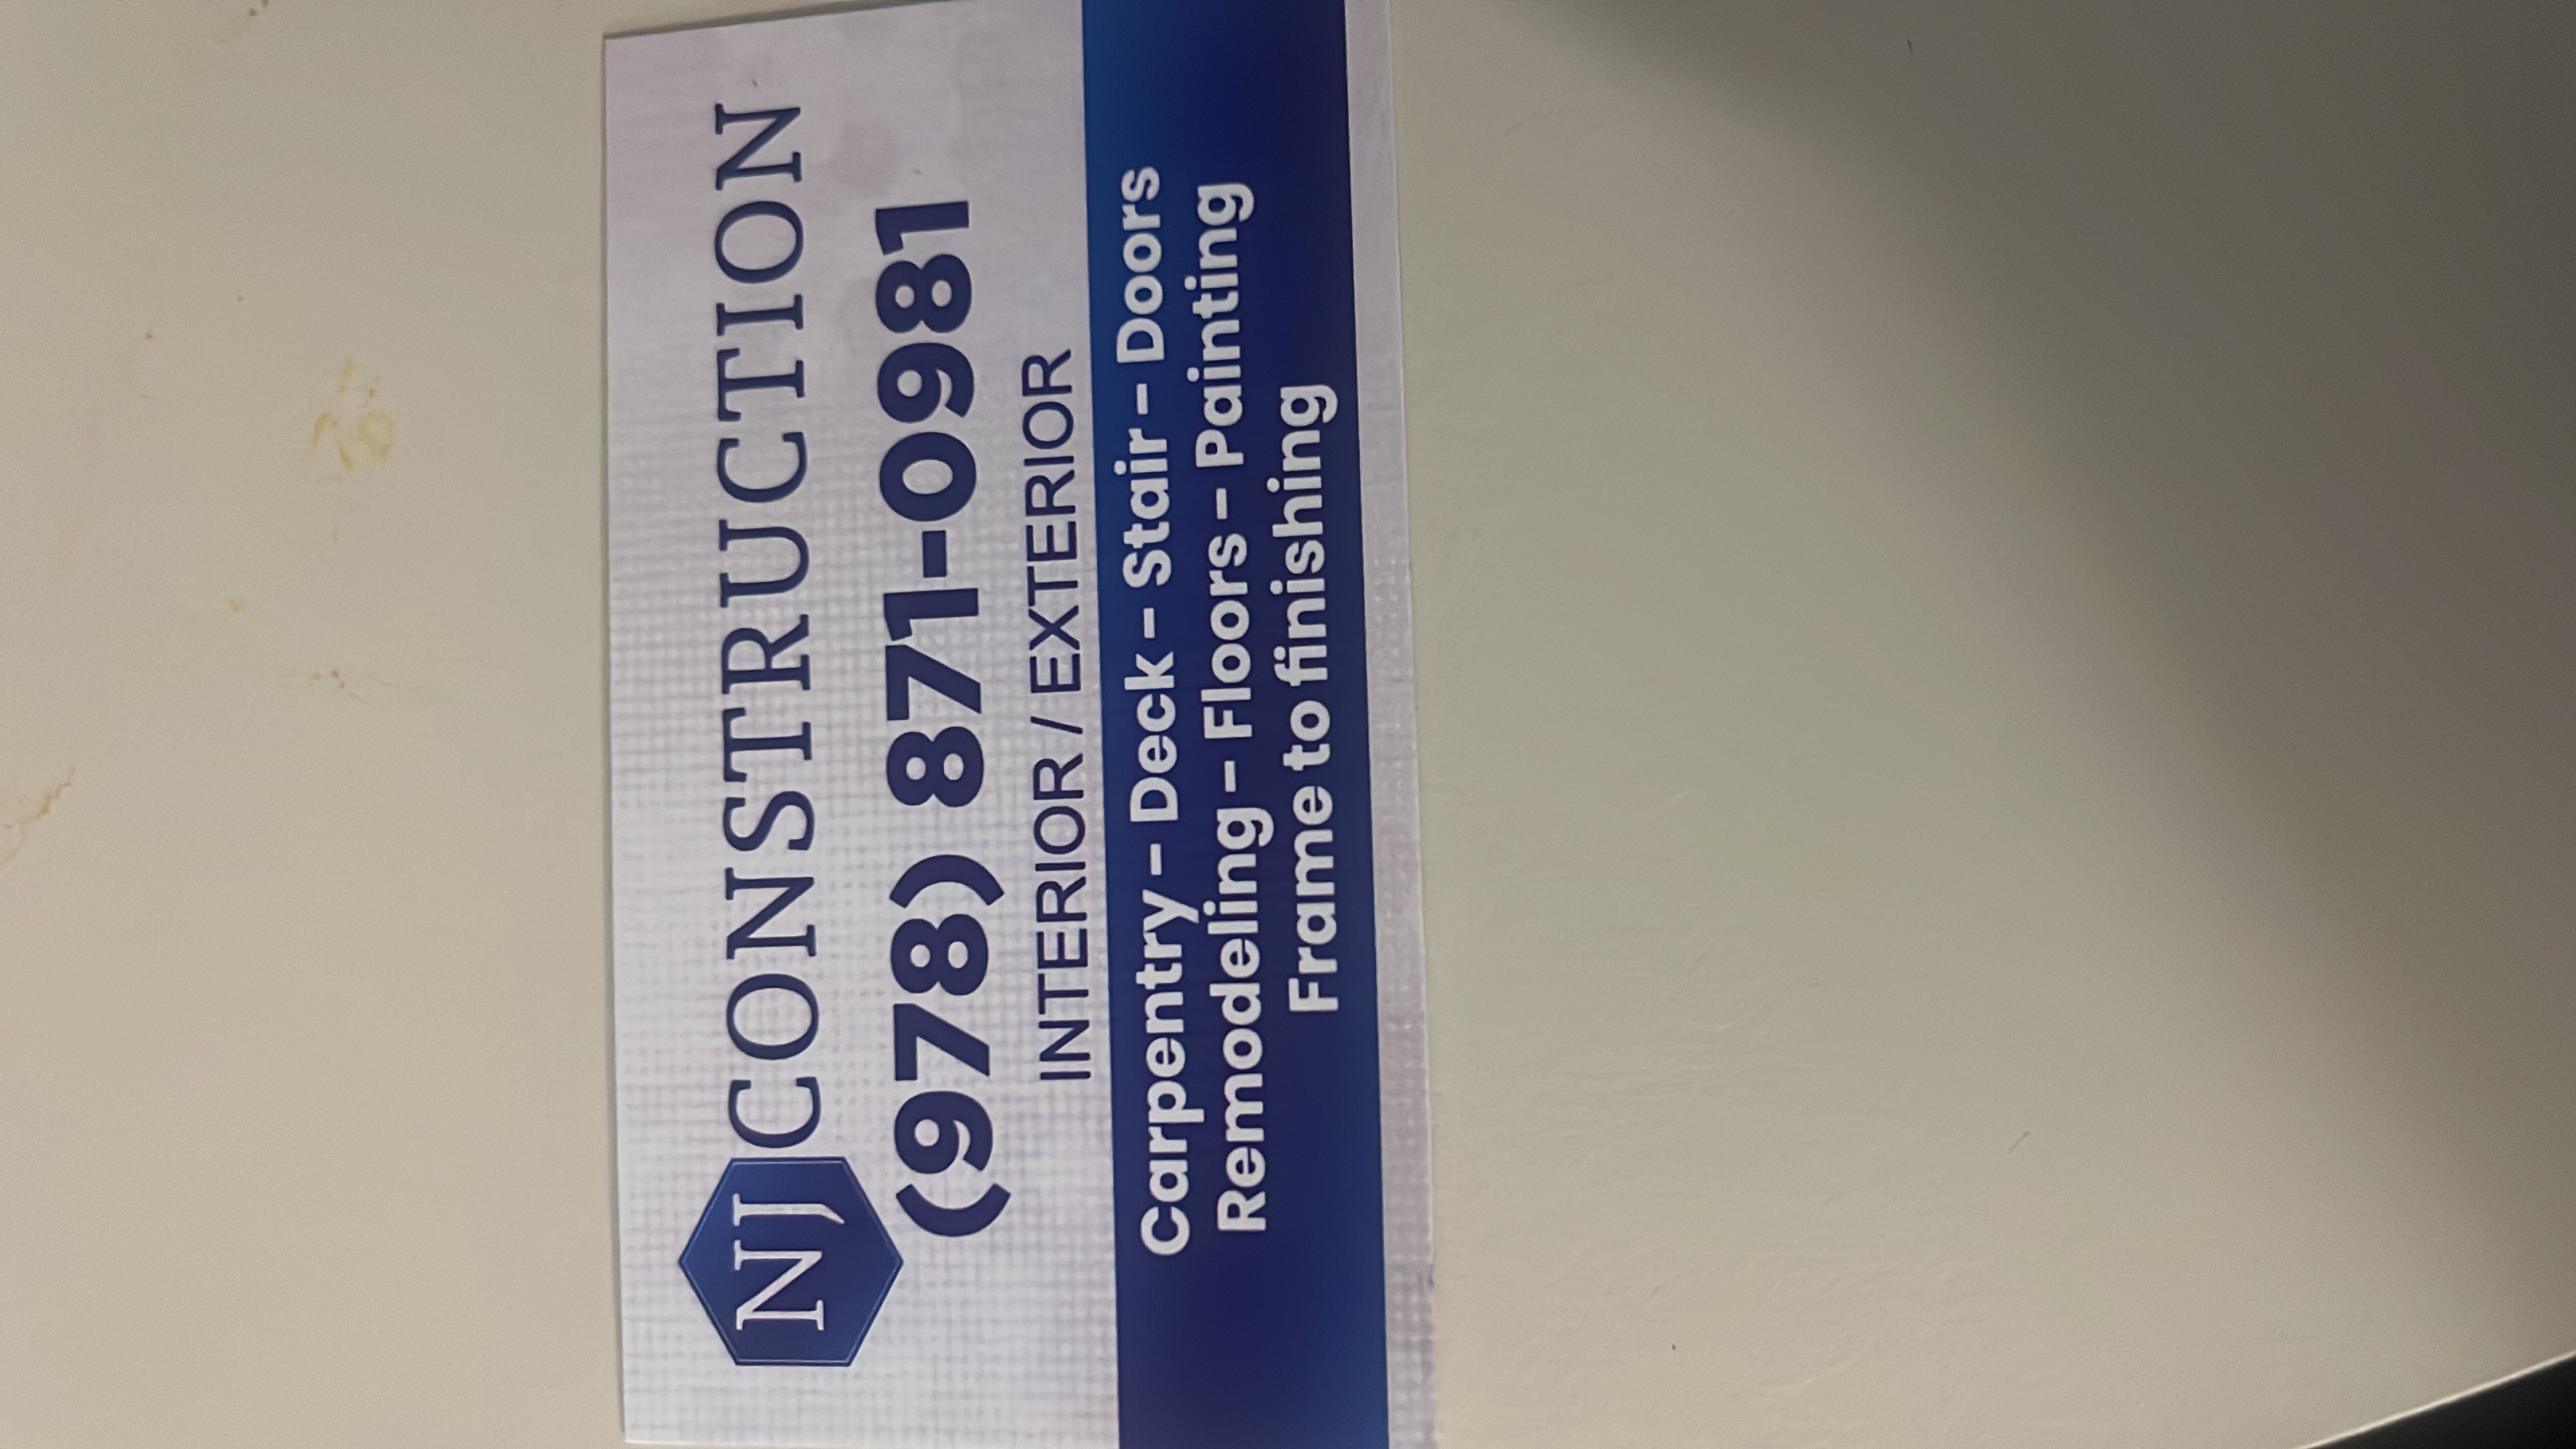 NJ CONSTRUCTION
(978) 871-0981
INTERIOR / EXTERIOR
Carpentry - Deck - Stair - Doors
Remodeling - Floors - Painting
Frame to finishing